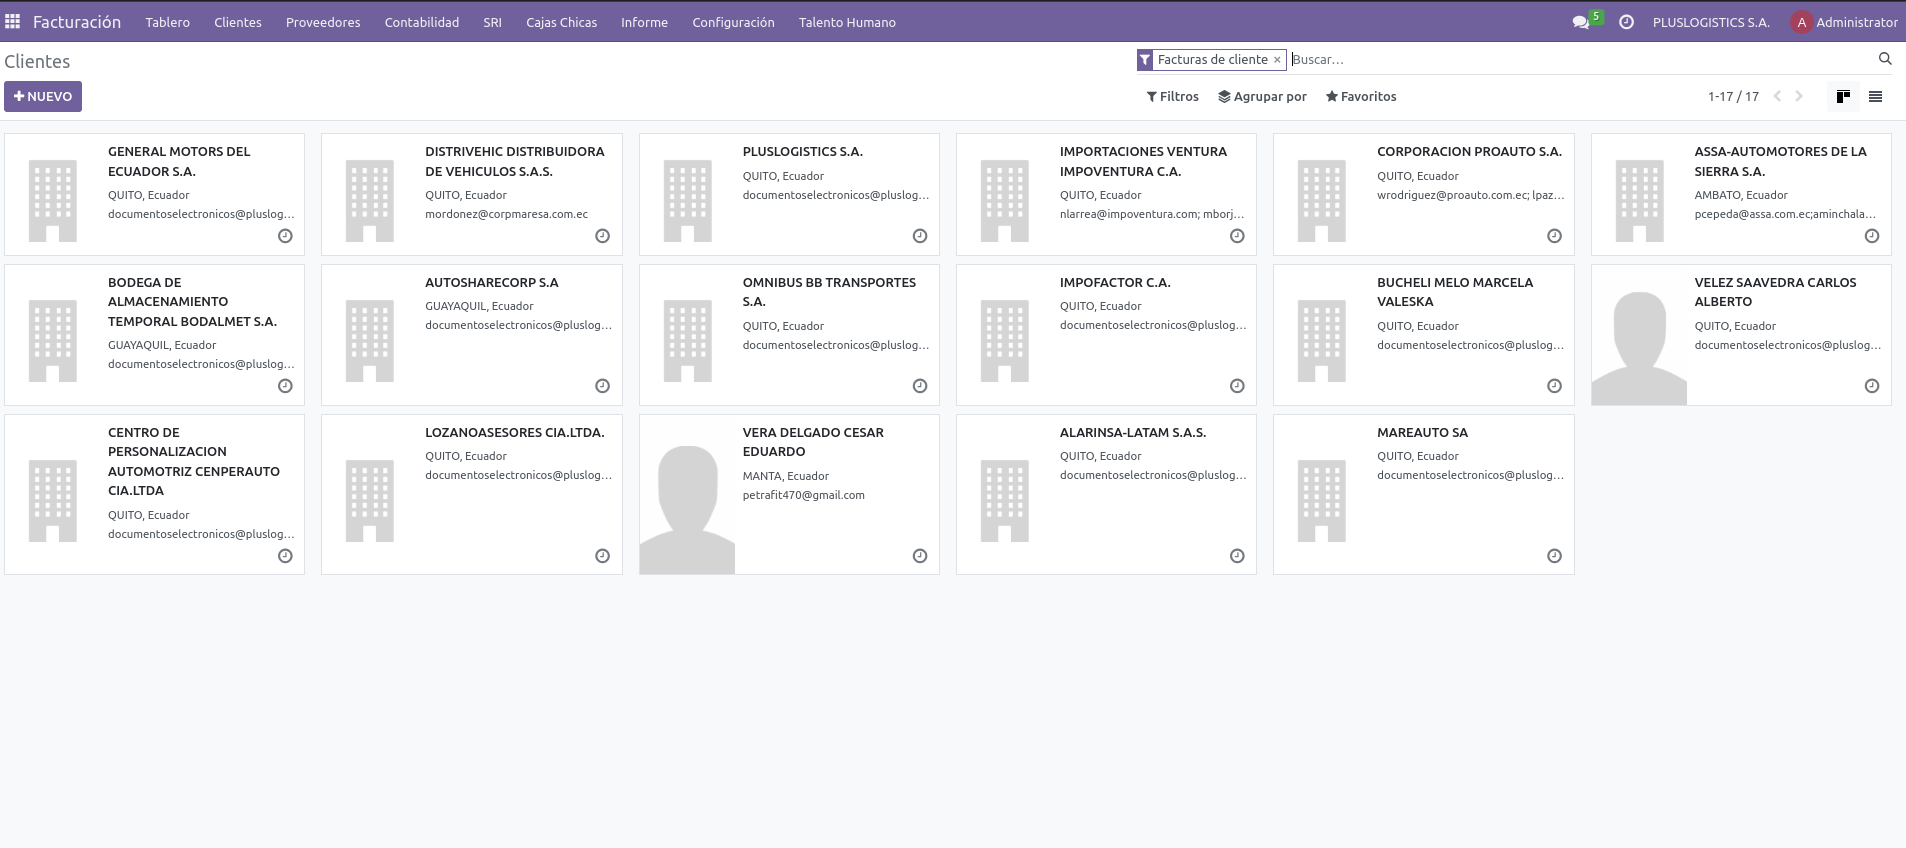 Facturación Tablero Clientes Proveedores Contabilidad SRI Cajas Chicas Informe Configuración Talento Humano 5 PLUSLOGISTICS S.A. A Administrator
Clientes
Facturas de cliente × Buscar...
NUEVO
Filtros Agrupar por Favoritos 1-17 / 17
GENERAL MOTORS DEL
ECUADOR S.A.
QUITO, Ecuador
documentoselectronicos@pluslog...
DISTRIVEHIC DISTRIBUIDORA
DE VEHICULOS S.A.S.
QUITO, Ecuador
mordonez@corpmaresa.com.ec
PLUSLOGISTICS S.A.
QUITO, Ecuador
documentoselectronicos@pluslog...
IMPORTACIONES VENTURA
IMPOVENTURA C.A.
QUITO, Ecuador
nlarrea@impoventura.com; mborj...
CORPORACION PROAUTO S.A.
QUITO, Ecuador
wrodriguez@proauto.com.ec; lpaz...
ASSA-AUTOMOTORES DE LA
SIERRA S.A.
AMBATO, Ecuador
pcepeda@assa.com.ec;aminchala...
BODEGA DE
ALMACENAMIENTO
TEMPORAL BODALMET S.A.
GUAYAQUIL, Ecuador
documentoselectronicos@pluslog...
AUTOSHARECORP S.A
GUAYAQUIL, Ecuador
documentoselectronicos@pluslog...
OMNIBUS BB TRANSPORTES
S.A.
QUITO, Ecuador
documentoselectronicos@pluslog...
IMPOFACTOR C.A.
QUITO, Ecuador
documentoselectronicos@pluslog...
BUCHELI MELO MARCELA
VALESKA
QUITO, Ecuador
documentoselectronicos@pluslog...
VELEZ SAAVEDRA CARLOS
ALBERTO
QUITO, Ecuador
documentoselectronicos@pluslog...
CENTRO DE
PERSONALIZACION
AUTOMOTRIZ CENPERAUTO
CIA.LTDA
QUITO, Ecuador
documentoselectronicos@pluslog...
LOZANOASESORES CIA.LTDA.
QUITO, Ecuador
documentoselectronicos@pluslog...
VERA DELGADO CESAR
EDUARDO
MANTA, Ecuador
petrafit470@gmail.com
ALARINSA-LATAM S.A.S.
QUITO, Ecuador
documentoselectronicos@pluslog...
MAREAUTO SA
QUITO, Ecuador
documentoselectronicos@pluslog...